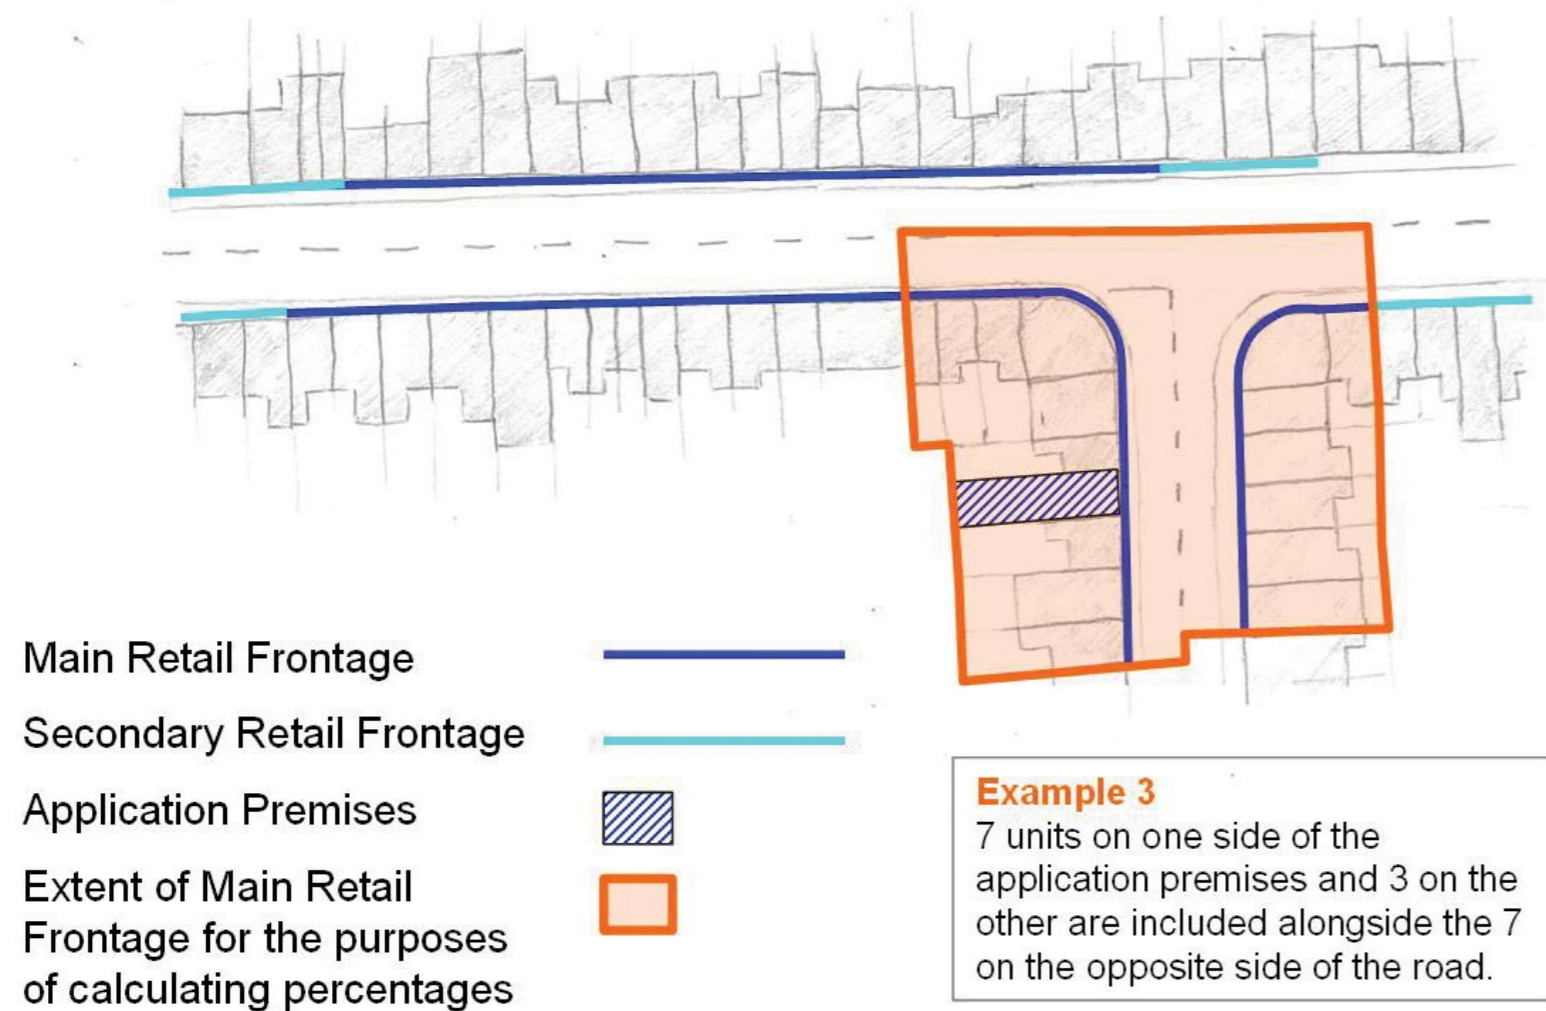 Main Retail Frontage
Secondary Retail Frontage
Application Premises
Extent of Main Retail
Frontage for the purposes
of calculating percentages
Example 3
7 units on one side of the
application premises and 3 on the
other are included alongside the 7
on the opposite side of the road.